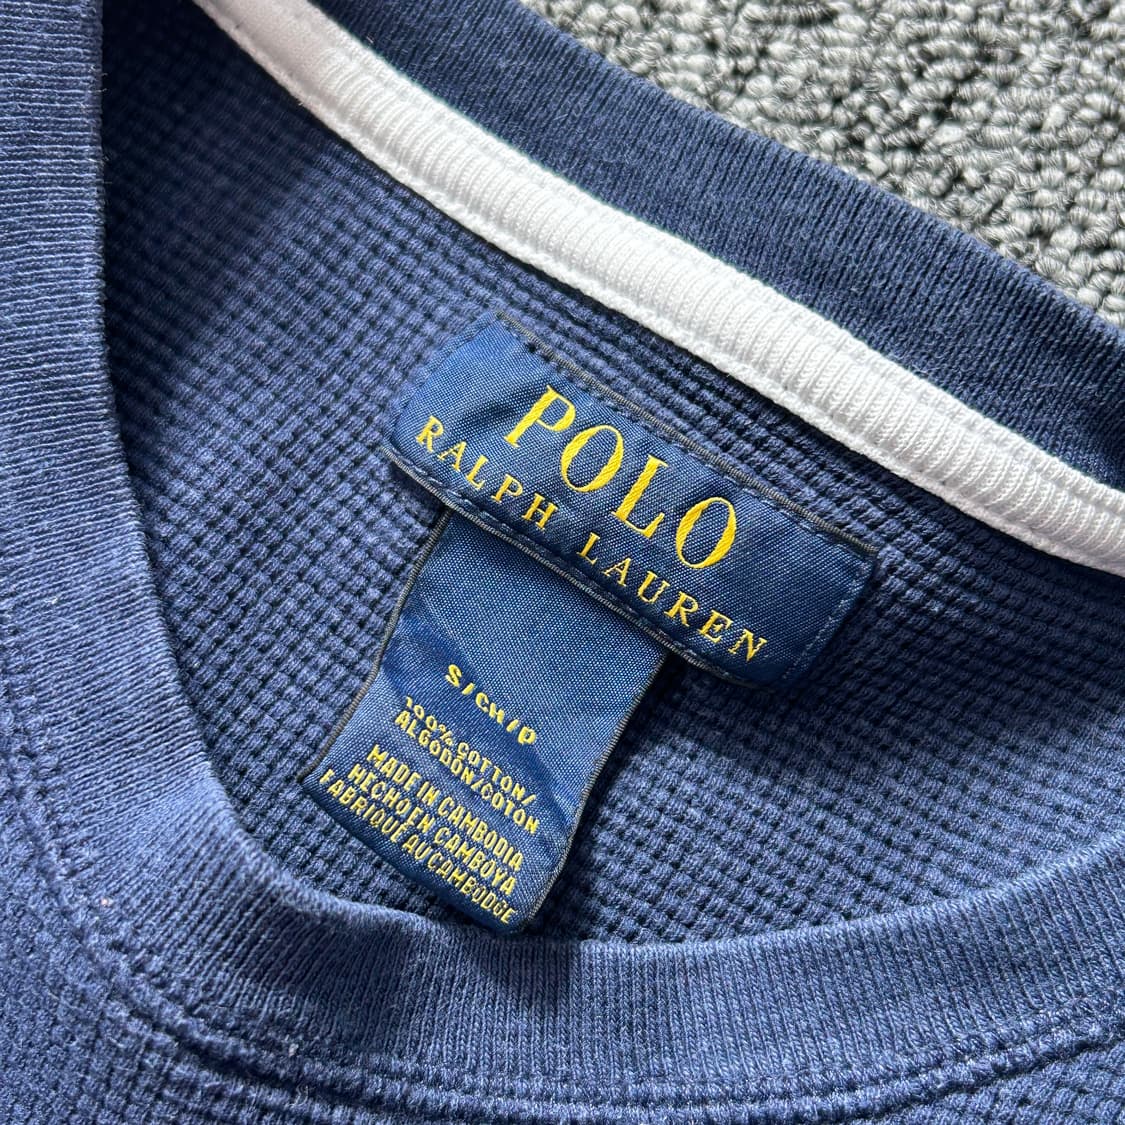 POLO
RALPH LAUREN
S/CH/P
100% COTTON/
ALGODÓN/COTON
MADE IN CAMBODIA
HECHO EN CAMBOYA
FABRIQUÉ AU CAMBODGE